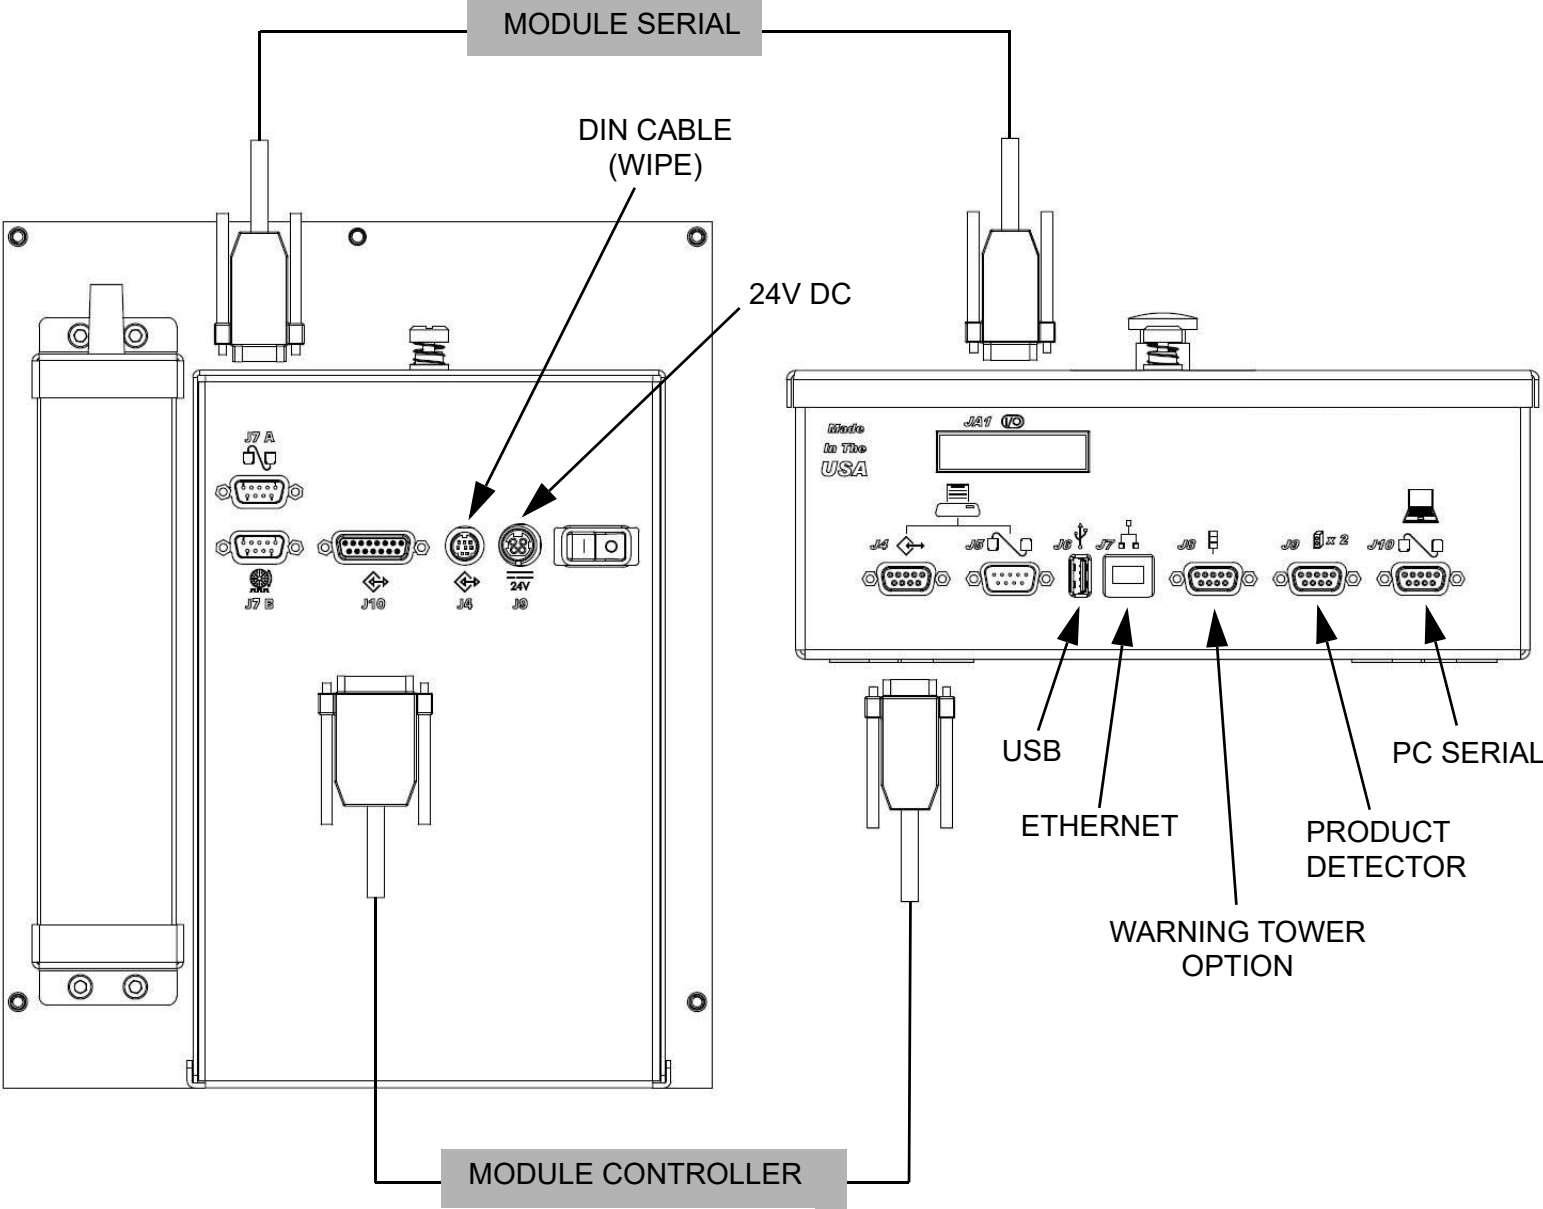 MODULE SERIAL
DIN CABLE
(WIPE)
24V DC
J7 A
J7 B
J10
J4
24V
J9
Made
In The
USA
JA1 I/O
J4
J5
J6
J7
J8
J9 x 2
J10
USB
ETHERNET
WARNING TOWER
OPTION
PRODUCT
DETECTOR
PC SERIAL
MODULE CONTROLLER